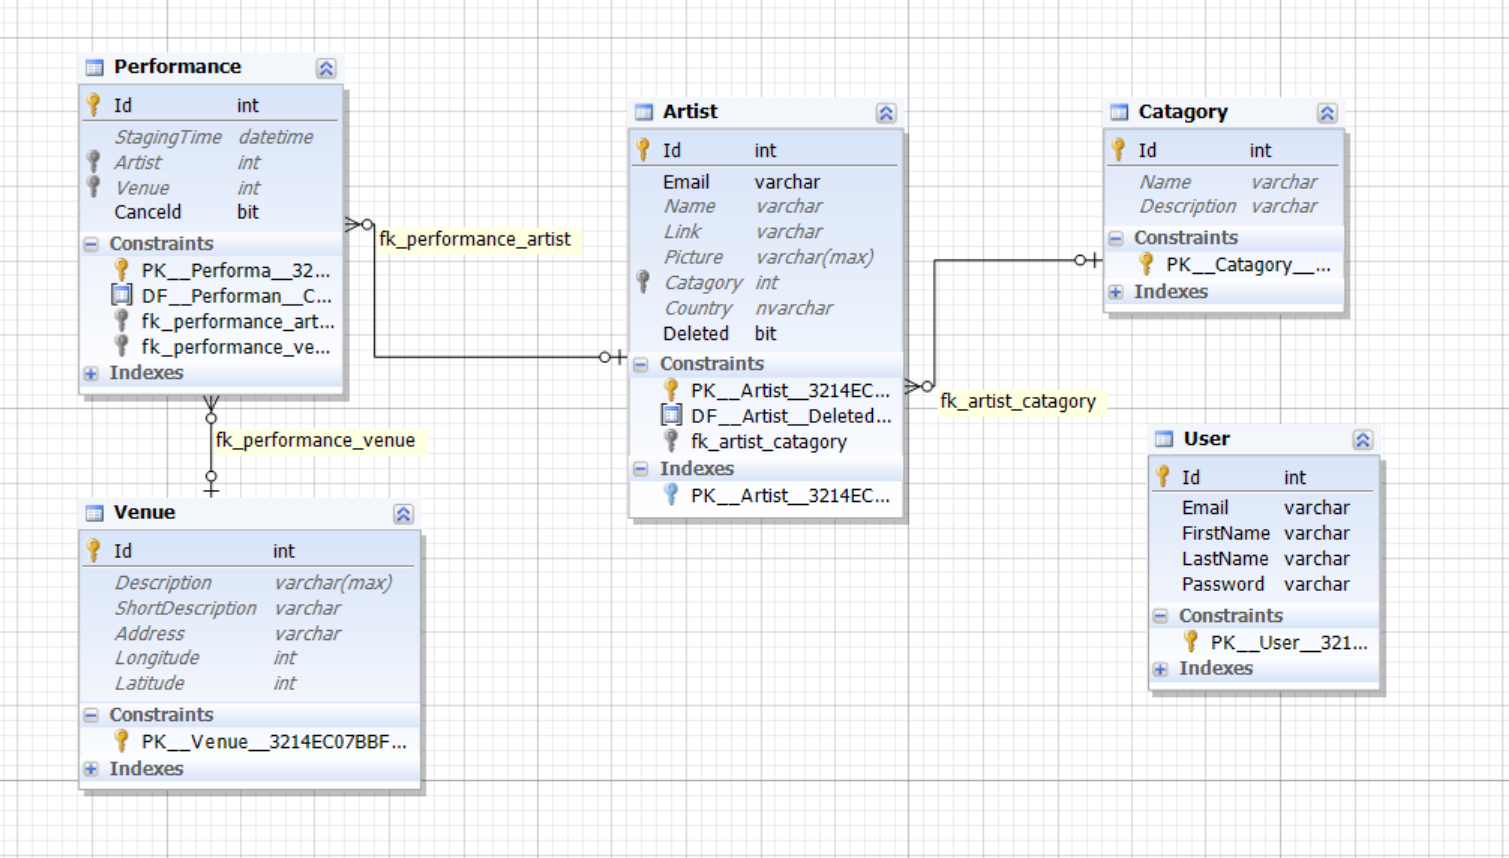 Performance
Id int
StagingTime datetime
Artist int
Venue int
Canceld bit
Constraints
PK__Performa__32...
DF__Performan__C...
fk_performance_art...
fk_performance_ve...
Indexes
fk_performance_artist
fk_performance_venue
Venue
Id int
Description varchar(max)
ShortDescription varchar
Address varchar
Longitude int
Latitude int
Constraints
PK__Venue__3214EC07BBF...
Indexes
Artist
Id int
Email varchar
Name varchar
Link varchar
Picture varchar(max)
Catagory int
Country nvarchar
Deleted bit
Constraints
PK__Artist__3214EC...
DF__Artist__Deleted...
fk_artist_catagory
Indexes
PK__Artist__3214EC...
fk_artist_catagory
Catagory
Id int
Name varchar
Description varchar
Constraints
PK__Catagory__...
Indexes
User
Id int
Email varchar
FirstName varchar
LastName varchar
Password varchar
Constraints
PK__User__321...
Indexes